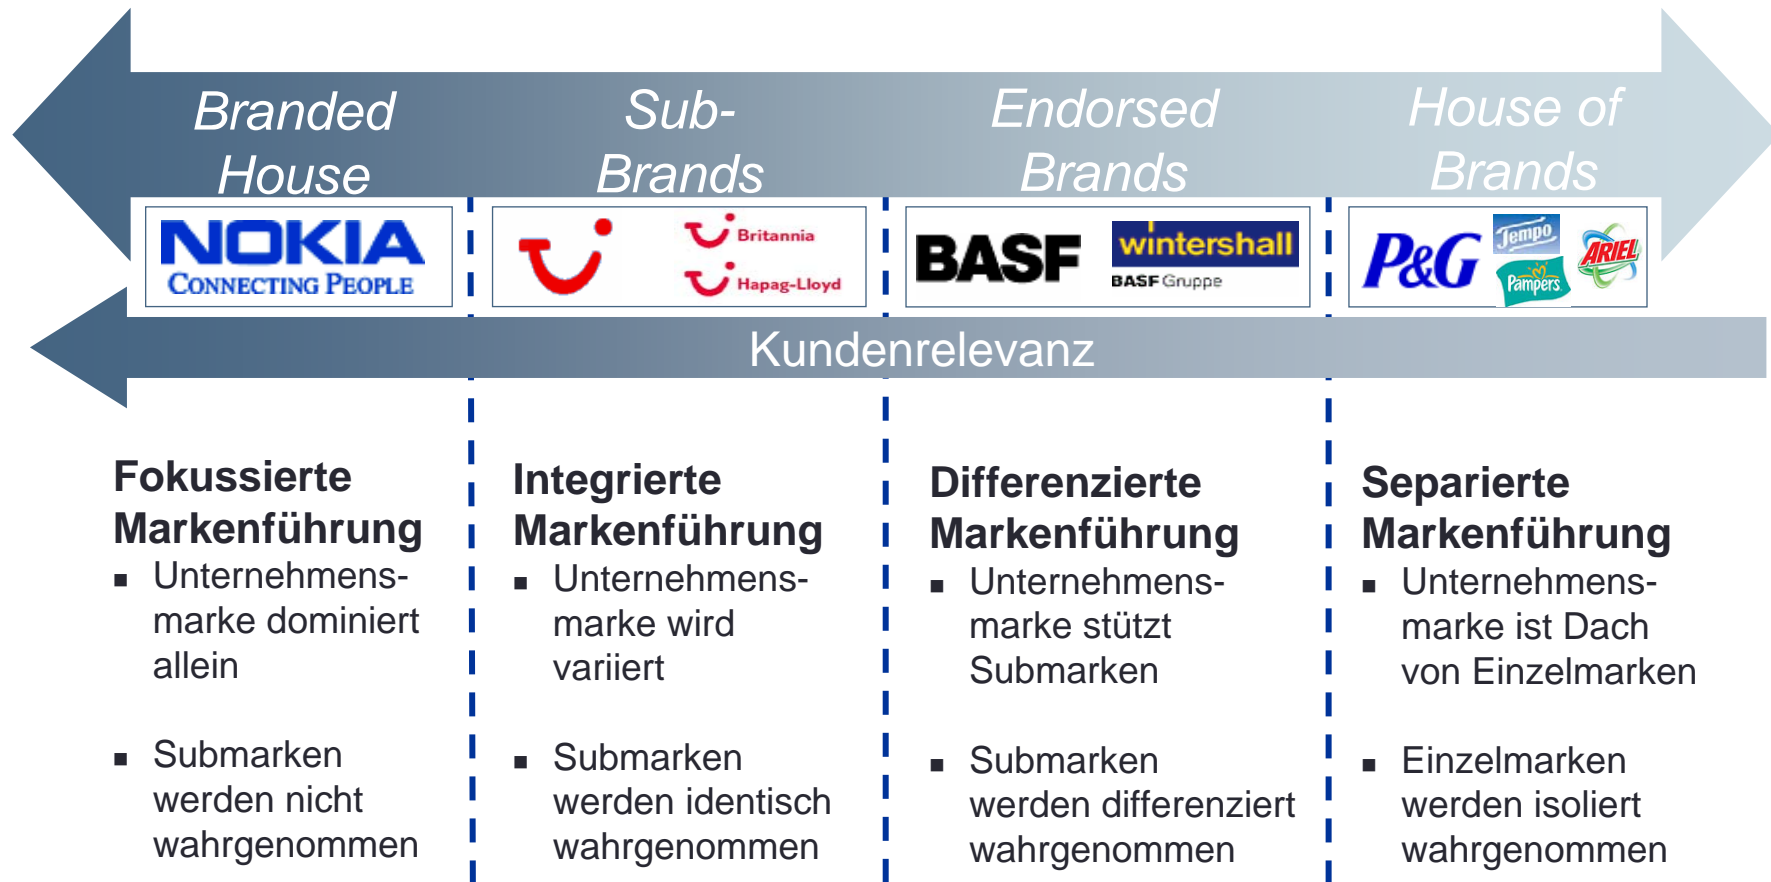 Branded
House
Sub-
Brands
Endorsed
Brands
House of
Brands
NOKIA
CONNECTING PEOPLE
Britannia
Hapag-Lloyd
BASF
wintershall
BASF Gruppe
P&G
Tempo
Pampers
ARIEL
Kundenrelevanz
Fokussierte
Markenführung
▪ Unternehmens-
marke dominiert
allein
▪ Submarken
werden nicht
wahrgenommen
Integrierte
Markenführung
▪ Unternehmens-
marke wird
variiert
▪ Submarken
werden identisch
wahrgenommen
Differenzierte
Markenführung
▪ Unternehmens-
marke stützt
Submarken
▪ Submarken
werden differenziert
wahrgenommen
Separierte
Markenführung
▪ Unternehmens-
marke ist Dach
von Einzelmarken
▪ Einzelmarken
werden isoliert
wahrgenommen